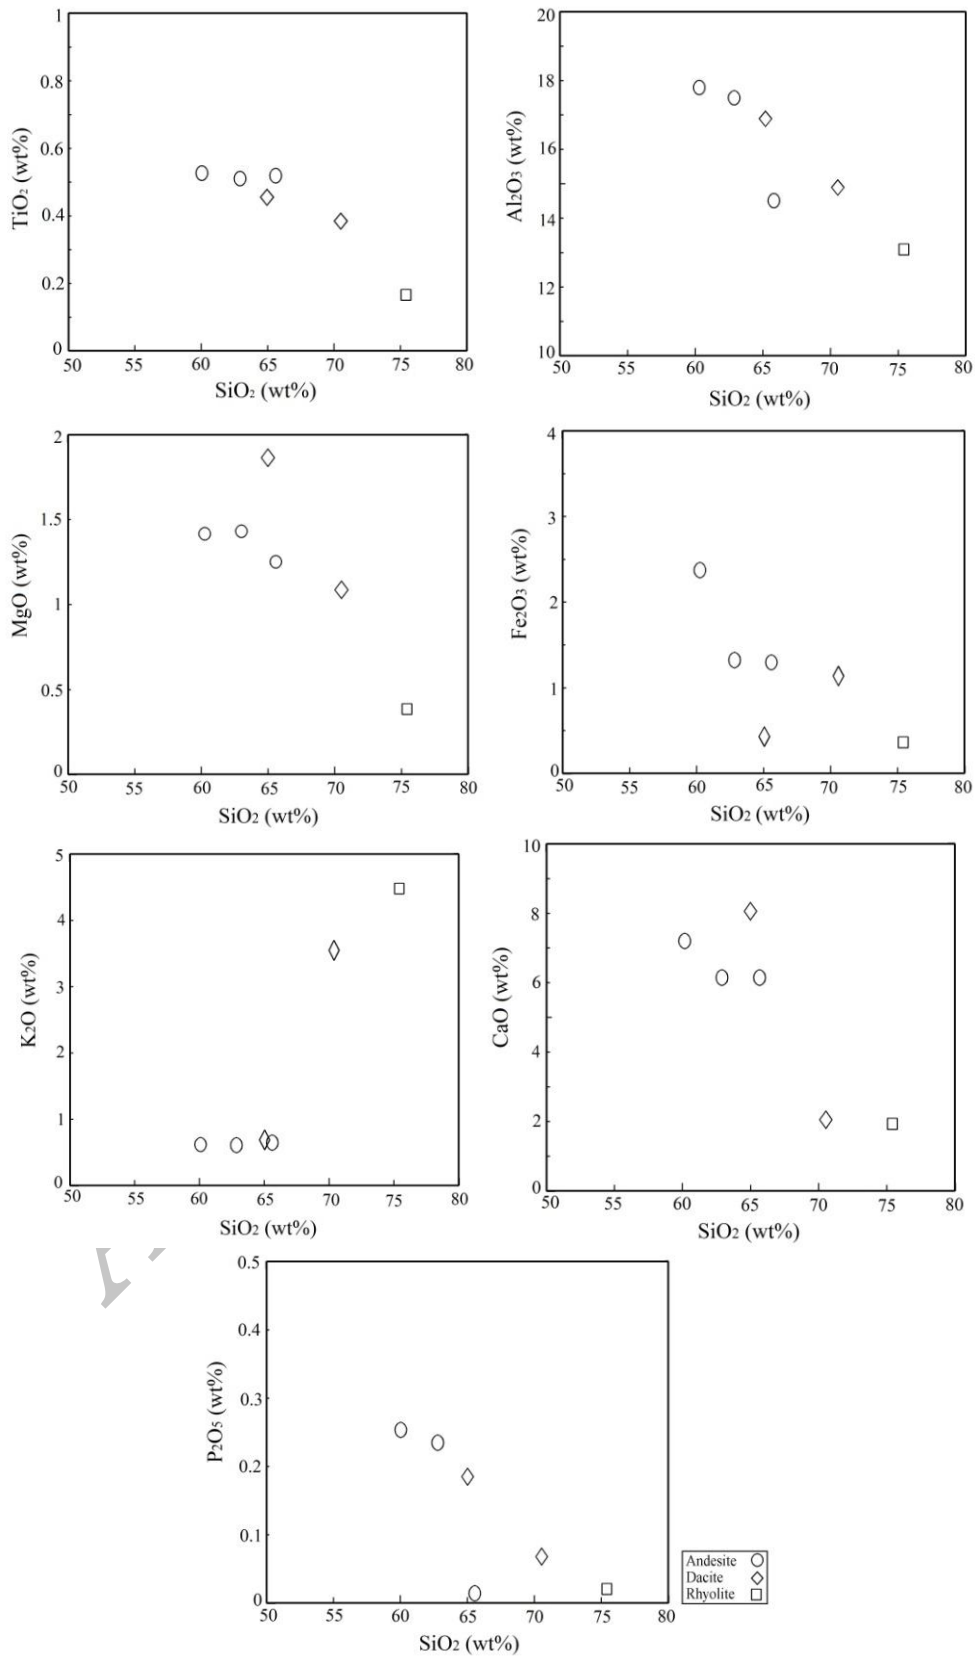 1
0.8
0.6
0.4
0.2
0
50 55 60 65 70 75 80
TiO2 (wt%)
SiO2 (wt%)
20
18
16
14
12
10
50 55 60 65 70 75 80
Al2O3 (wt%)
SiO2 (wt%)
2
1.5
1
0.5
0
50 55 60 65 70 75 80
MgO (wt%)
SiO2 (wt%)
4
3
2
1
0
50 55 60 65 70 75 80
Fe2O3 (wt%)
SiO2 (wt%)
5
4
3
2
1
0
50 55 60 65 70 75 80
K2O (wt%)
SiO2 (wt%)
10
8
6
4
2
0
50 55 60 65 70 75 80
CaO (wt%)
SiO2 (wt%)
0.5
0.4
0.3
0.2
0.1
0
50 55 60 65 70 75 80
P2O5 (wt%)
SiO2 (wt%)
Andesite
Dacite
Rhyolite